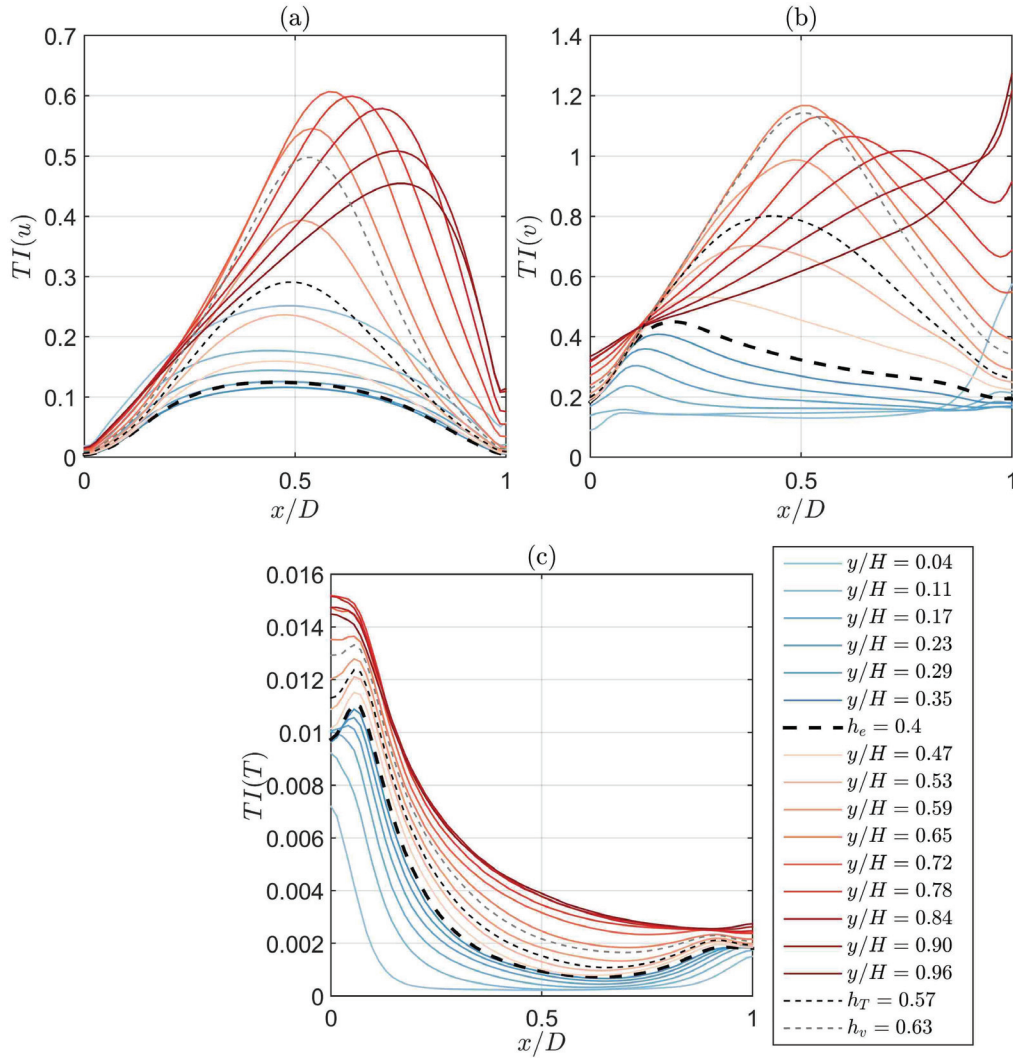 (a)
0.7
0.6
0.5
0.4
0.3
0.2
0.1
0
TI(u)
0
0.5
1
x/D
(b)
1.4
1.2
1.0
0.8
0.6
0.4
0.2
0
TI(v)
0
0.5
1
x/D
(c)
0.016
0.014
0.012
0.01
0.008
0.006
0.004
0.002
0
TI(T)
0
0.5
1
x/D
y/H = 0.04
y/H = 0.11
y/H = 0.17
y/H = 0.23
y/H = 0.29
y/H = 0.35
h_e = 0.4
y/H = 0.47
y/H = 0.53
y/H = 0.59
y/H = 0.65
y/H = 0.72
y/H = 0.78
y/H = 0.84
y/H = 0.90
y/H = 0.96
h_T = 0.57
h_v = 0.63